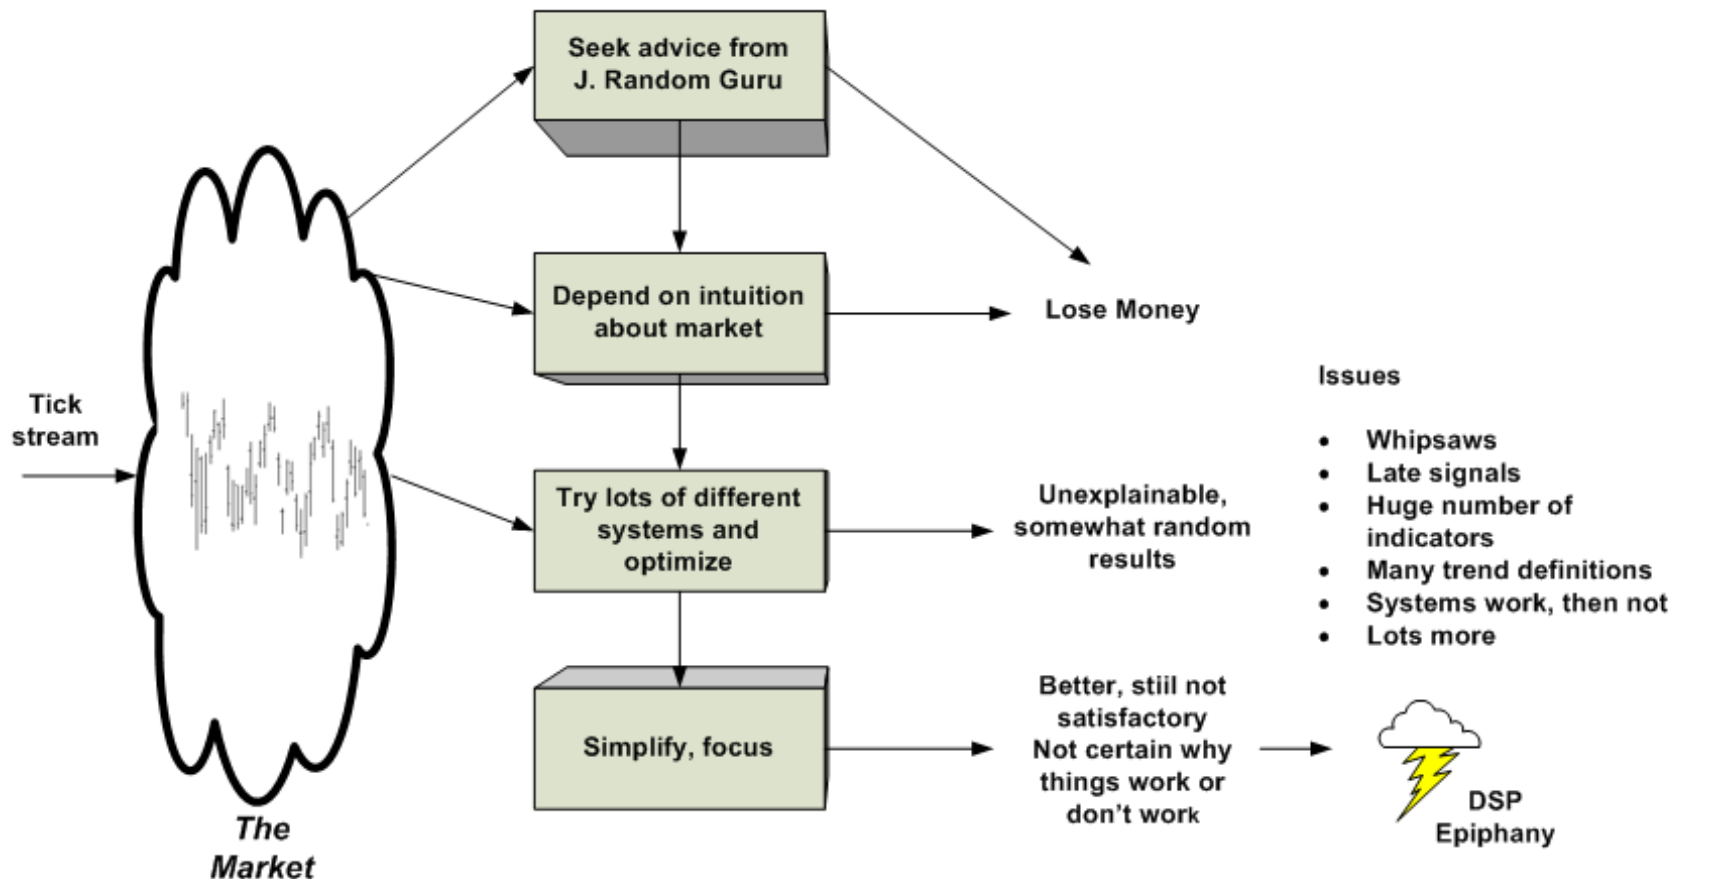 Seek advice from
J. Random Guru
Depend on intuition
about market
Lose Money
Tick
stream
Try lots of different
systems and
optimize
Unexplainable,
somewhat random
results
Issues
• Whipsaws
• Late signals
• Huge number of
indicators
• Many trend definitions
• Systems work, then not
• Lots more
Simplify, focus
Better, stiil not
satisfactory
Not certain why
things work or
don't work
DSP
Epiphany
The
Market